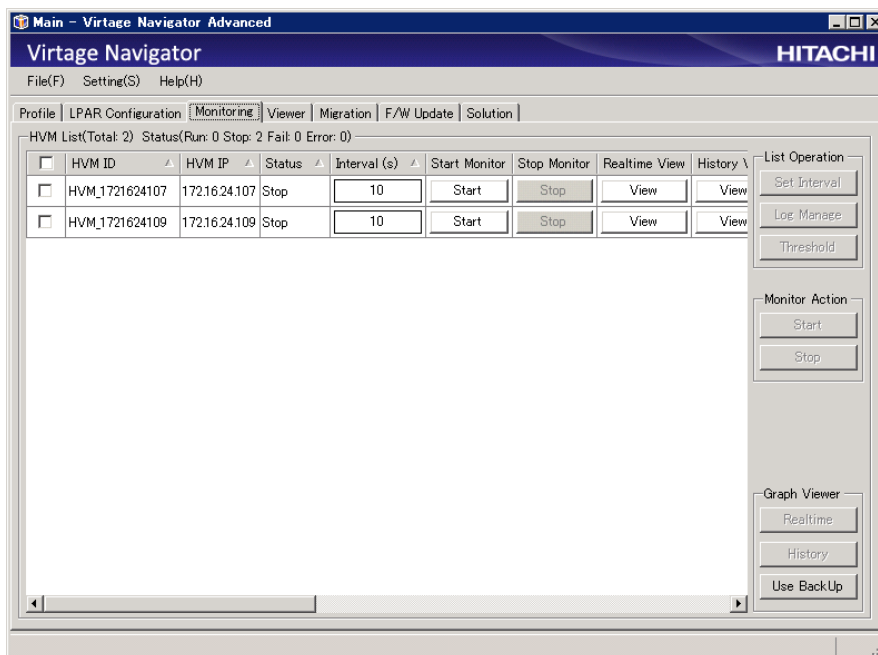 Main - Virtage Navigator Advanced
Virtage Navigator
HITACHI
File(F) Setting(S) Help(H)
Profile LPAR Configuration Monitoring Viewer Migration F/W Update Solution
HVM List(Total: 2) Status(Run: 0 Stop: 2 Fail: 0 Error: 0)
HVM ID HVM IP Status Interval (s) Start Monitor Stop Monitor Realtime View History V
HVM_1721624107 172.16.24.107 Stop 10 Start Stop View View
HVM_1721624109 172.16.24.109 Stop 10 Start Stop View View
List Operation
Set Interval
Log Manage
Threshold
Monitor Action
Start
Stop
Graph Viewer
Realtime
History
Use BackUp